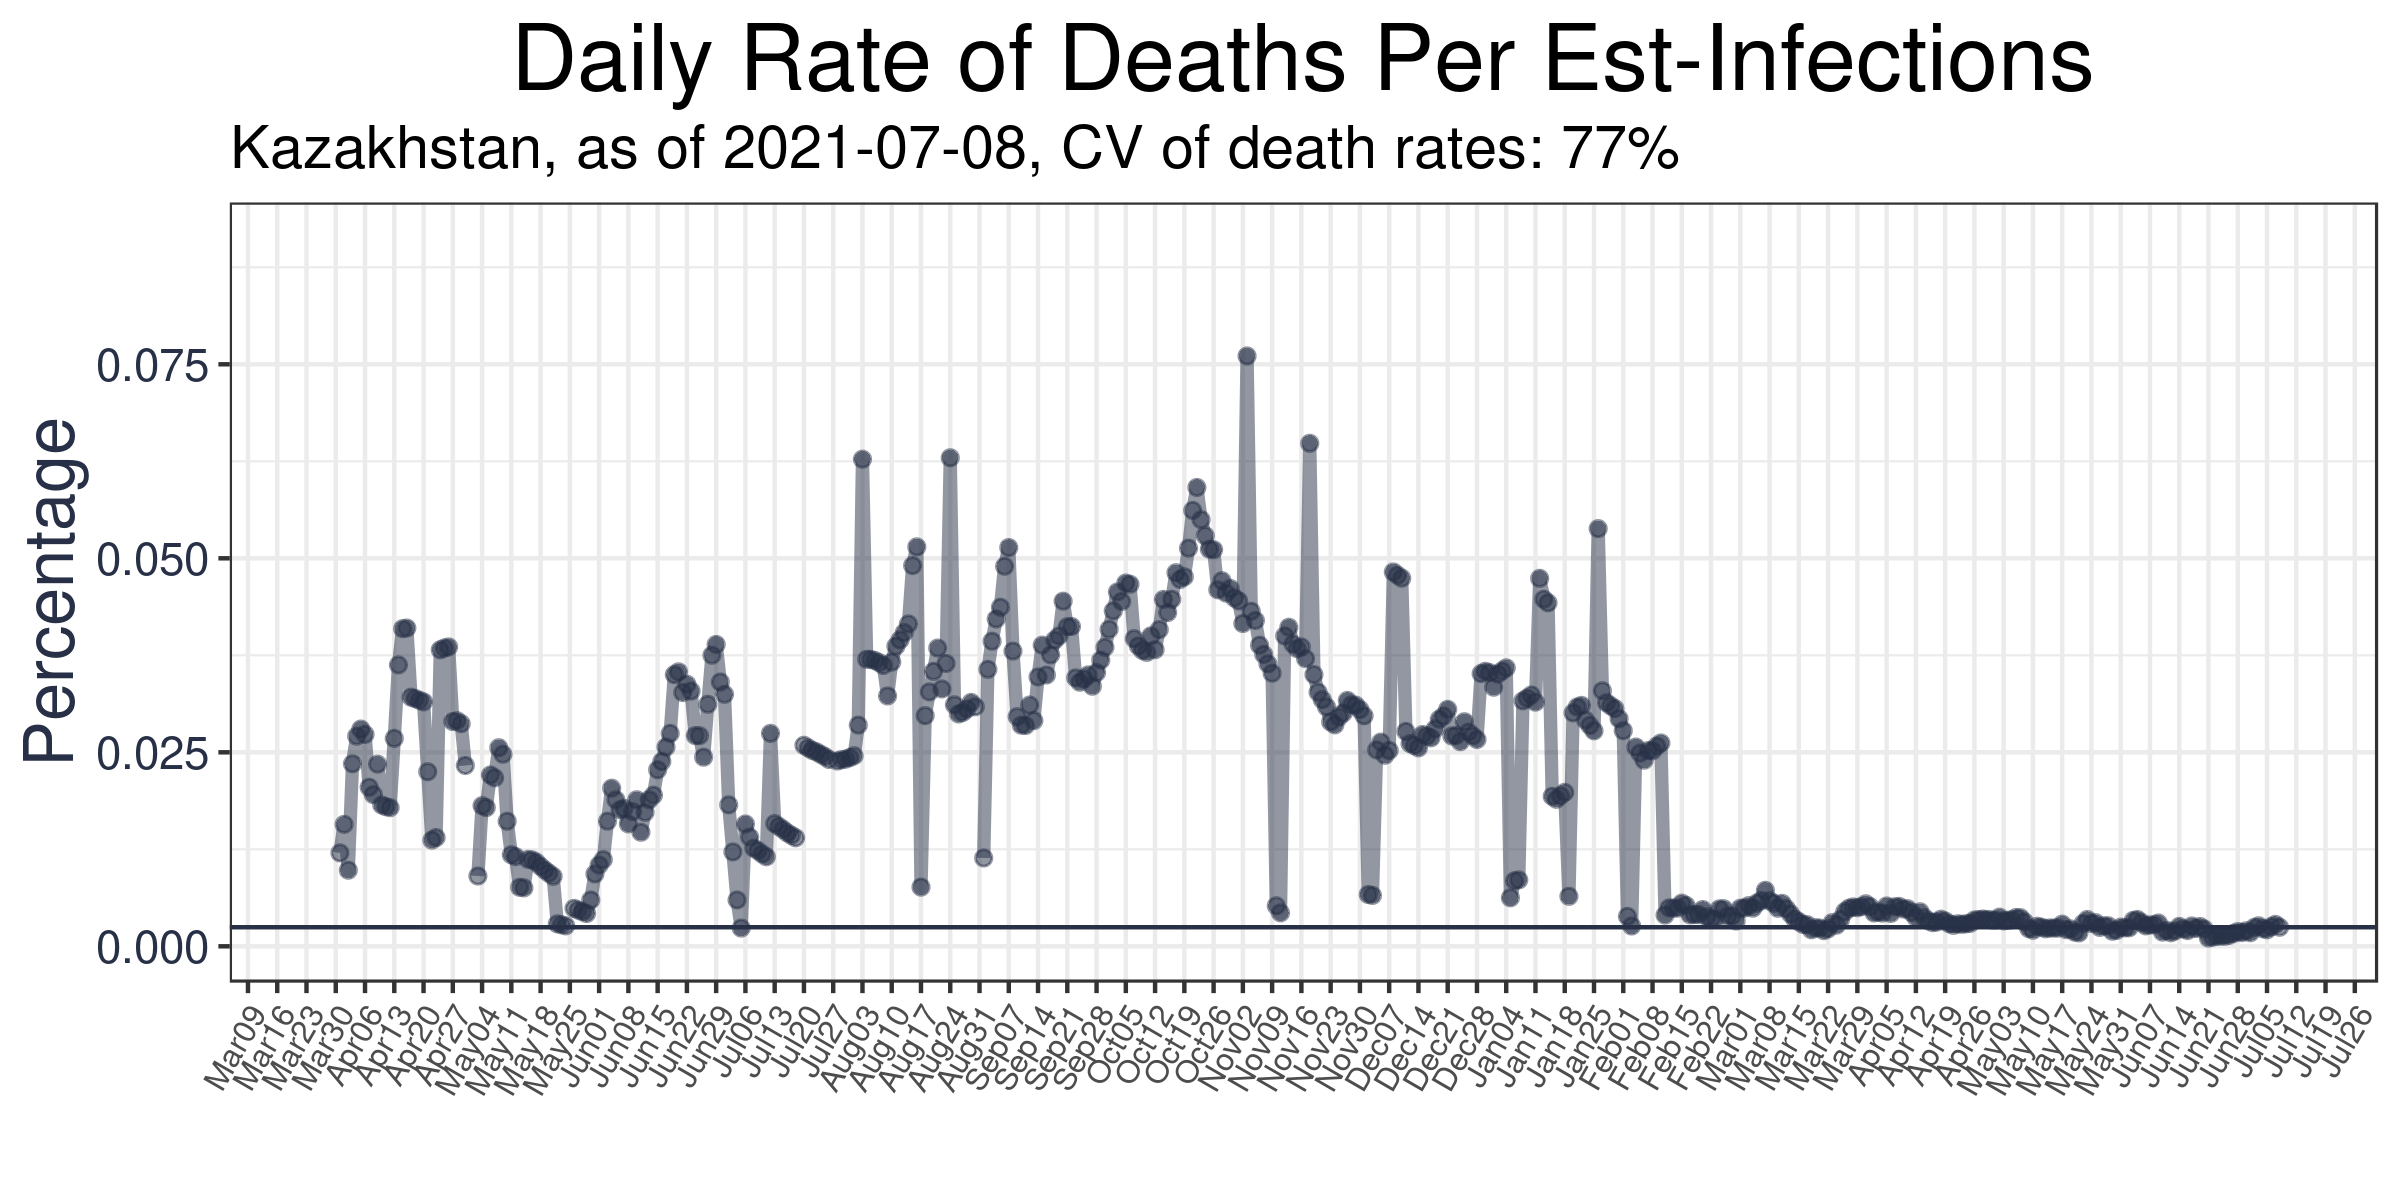 Daily Rate of Deaths Per Est-Infections
Kazakhstan, as of 2021-07-08, CV of death rates: 77%
Percentage
0.075
0.050
0.025
0.000
Mar09
Mar16
Mar23
Mar30
Apr06
Apr13
Apr20
Apr27
May04
May11
May18
May25
Jun01
Jun08
Jun15
Jun22
Jun29
Jul06
Jul13
Jul20
Jul27
Aug03
Aug10
Aug17
Aug24
Aug31
Sep07
Sep14
Sep21
Sep28
Oct05
Oct12
Oct19
Oct26
Nov02
Nov09
Nov16
Nov23
Nov30
Dec07
Dec14
Dec21
Dec28
Jan04
Jan11
Jan18
Jan25
Feb01
Feb08
Feb15
Feb22
Mar01
Mar08
Mar15
Mar22
Mar29
Apr05
Apr12
Apr19
Apr26
May03
May10
May17
May24
May31
Jun07
Jun14
Jun21
Jun28
Jul05
Jul12
Jul19
Jul26